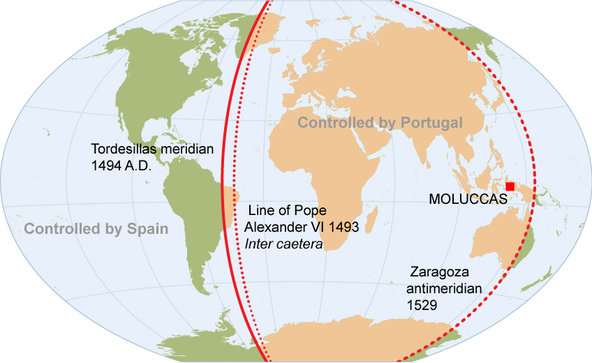 Controlled by Portugal
Tordesillas meridian
1494 A.D.
MOLUCCAS
Line of Pope
Alexander VI 1493
Inter caetera
Controlled by Spain
Zaragoza
antimeridian
1529